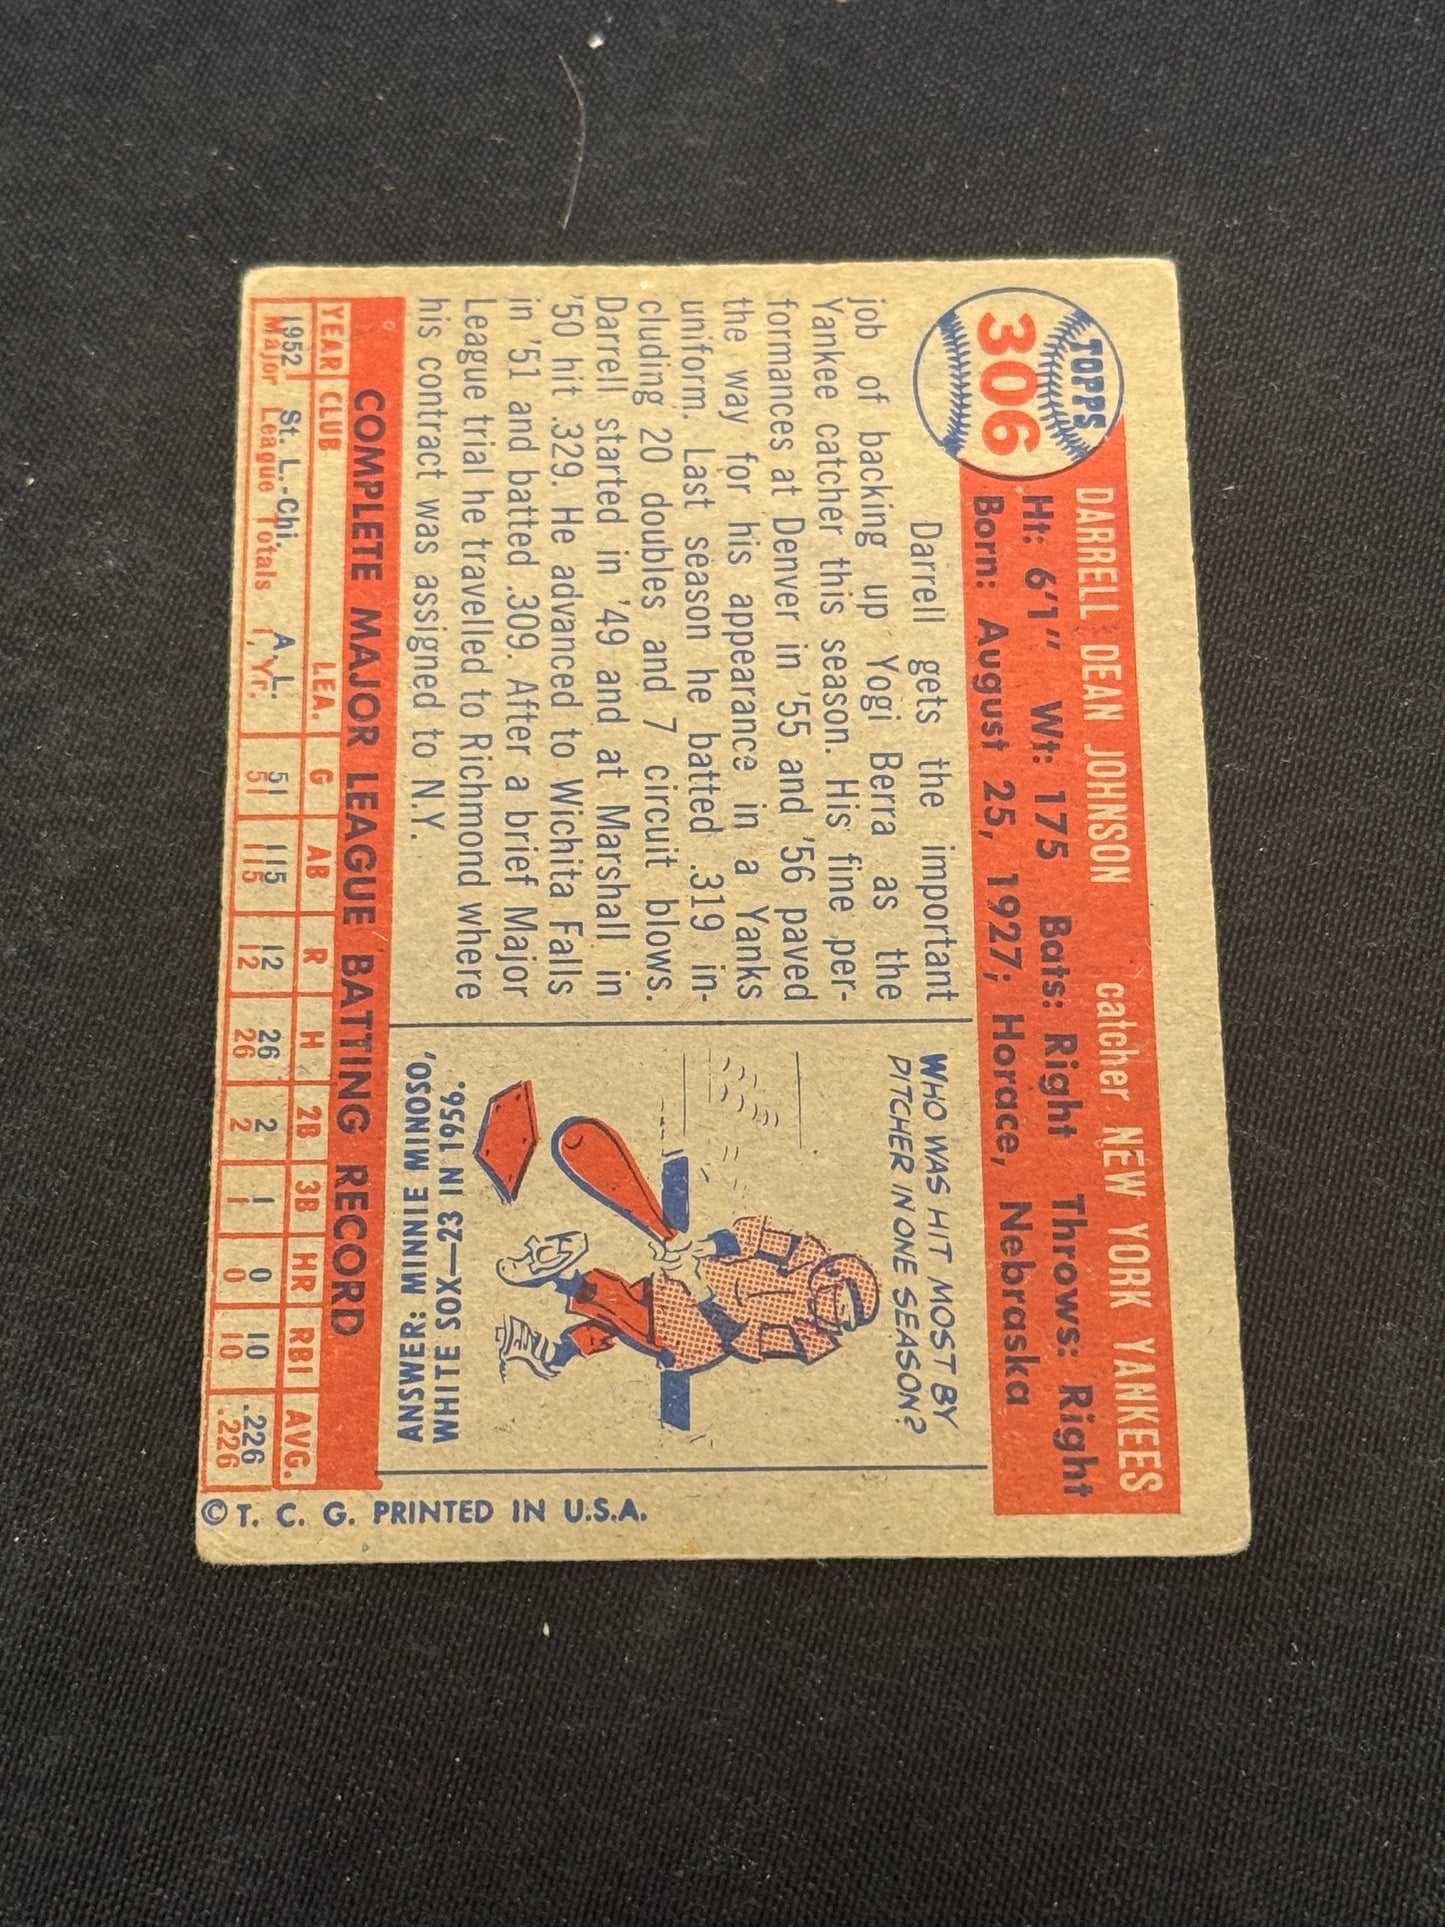 TOPPS
306
DARRELL DEAN JOHNSON catcher NEW YORK YANKEES
Ht: 6'1" Wt: 175 Bats: Right Throws: Right
Born: August 25, 1927; Horace, Nebraska
Darrell gets the important
job of backing up Yogi Berra as the
Yankee catcher this season. His fine per-
formances at Denver in '55 and '56 paved
the way for his appearance in a Yanks
uniform. Last season he batted .319 in-
cluding 20 doubles and 7 circuit blows.
Darrell started in '49 and at Marshall in
'50 hit .329. He advanced to Wichita Falls
in '51 and batted .309. After a brief Major
League trial he travelled to Richmond where
his contract was assigned to N.Y.
WHO WAS HIT MOST BY
PITCHER IN ONE SEASON?
ANSWER: MINNIE MINOSO,
WHITE SOX—23 IN 1956.
COMPLETE MAJOR LEAGUE BATTING RECORD
YEAR CLUB LEA. G AB R H 2B 3B HR RBI AVG.
1952 St. L.-Chi. A. L. 51 115 12 26 2 1 0 10 .226
Major League Totals 1 Yr. 51 115 12 26 2 1 0 10 .226
© T. C. G. PRINTED IN U.S.A.